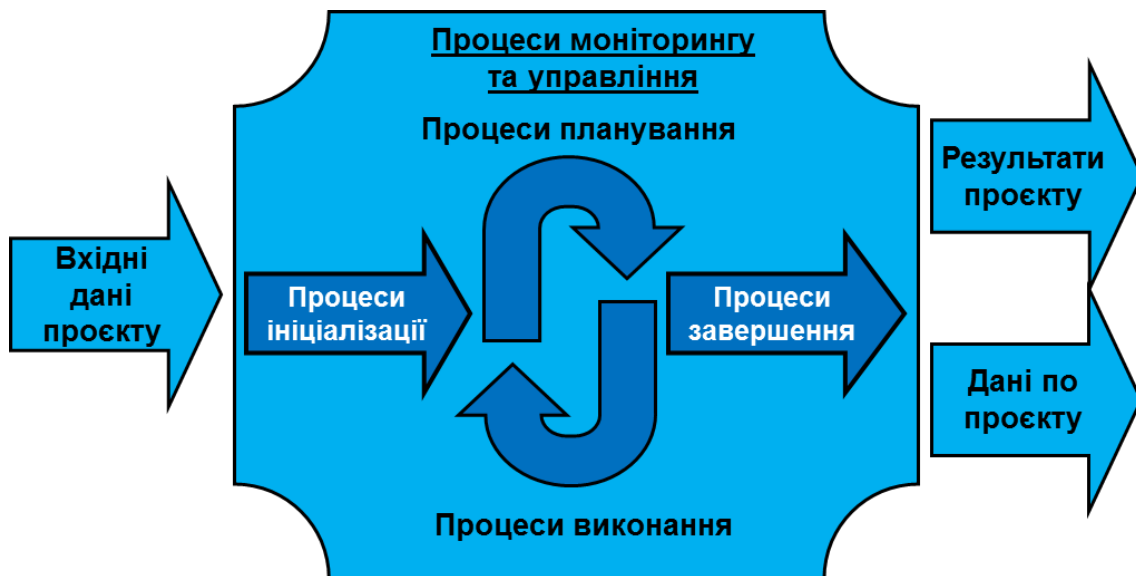 Процеси моніторингу
та управління
Процеси планування
Вхідні
дані
проєкту
Процеси
ініціалізації
Процеси
завершення
Процеси виконання
Результати
проєкту
Дані по
проєкту